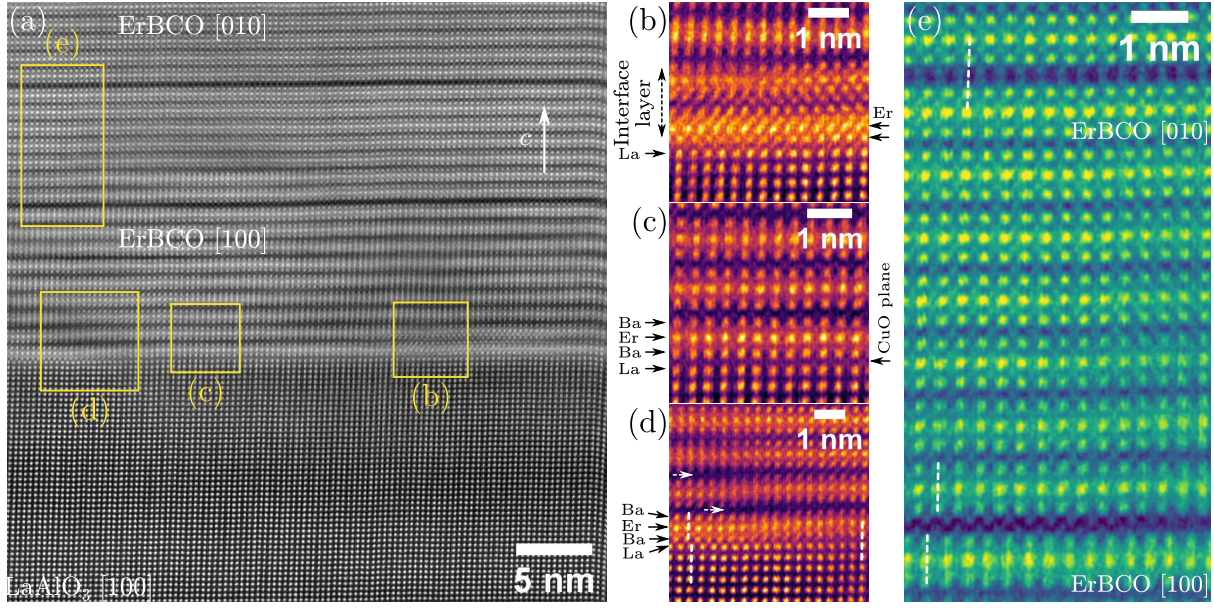 (a)
ErBCO [010]
(e)
c
ErBCO [100]
(d)
(c)
(b)
5 nm
LaAlO₃ [100]
(b)
1 nm
Interface
layer
Er
La
(c)
1 nm
Ba
Er
Ba
La
CuO plane
(d)
1 nm
Ba
Er
Ba
La
(e)
1 nm
ErBCO [010]
ErBCO [100]